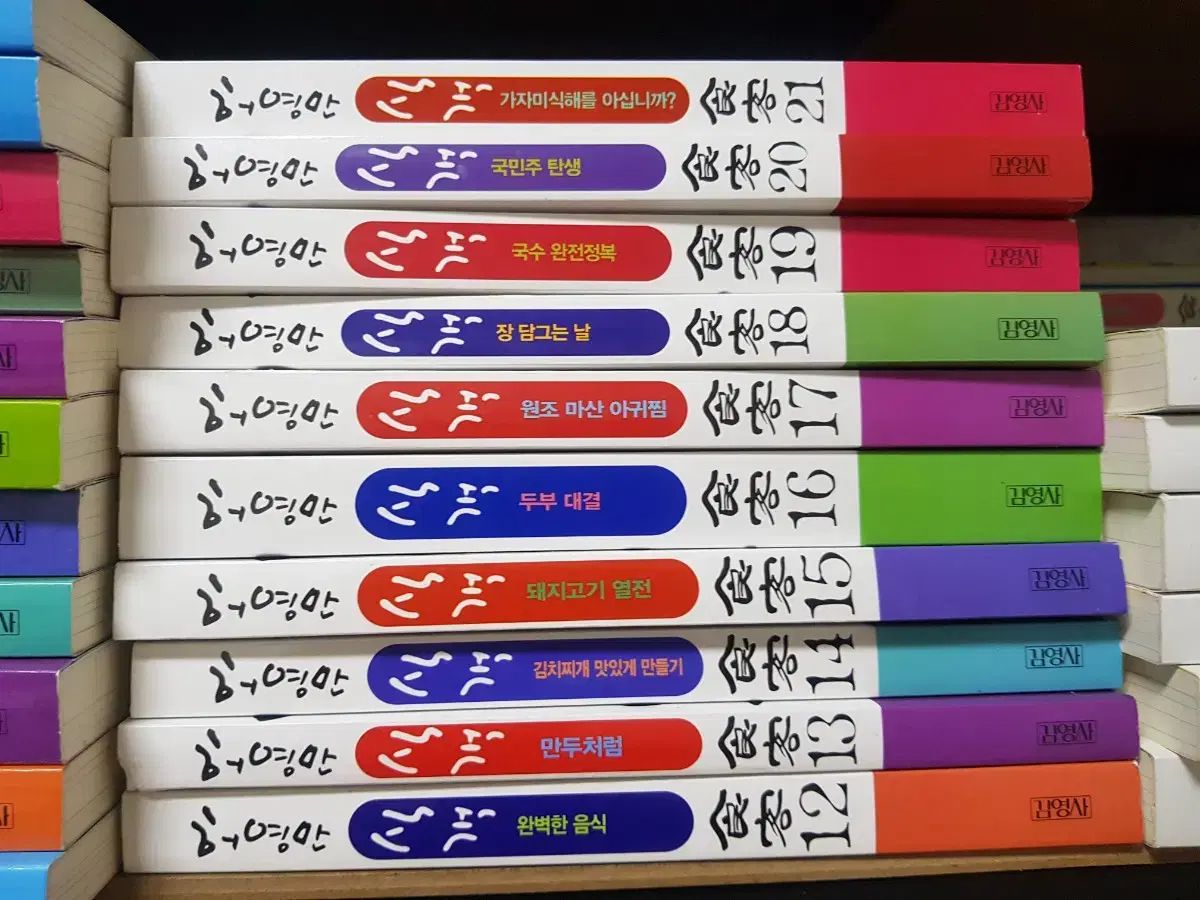 허영만 식객 가자미식해를 아십니까? 食客 21 김영사
허영만 식객 국민주 탄생 食客 20 김영사
허영만 식객 국수 완전정복 食客 19 김영사
허영만 식객 장 담그는 날 食客 18 김영사
허영만 식객 원조 마산 아귀찜 食客 17 김영사
허영만 식객 두부 대결 食客 16 김영사
허영만 식객 돼지고기 열전 食客 15 김영사
허영만 식객 김치찌개 맛있게 만들기 食客 14 김영사
허영만 식객 만두처럼 食客 13 김영사
허영만 식객 완벽한 음식 食客 12 김영사